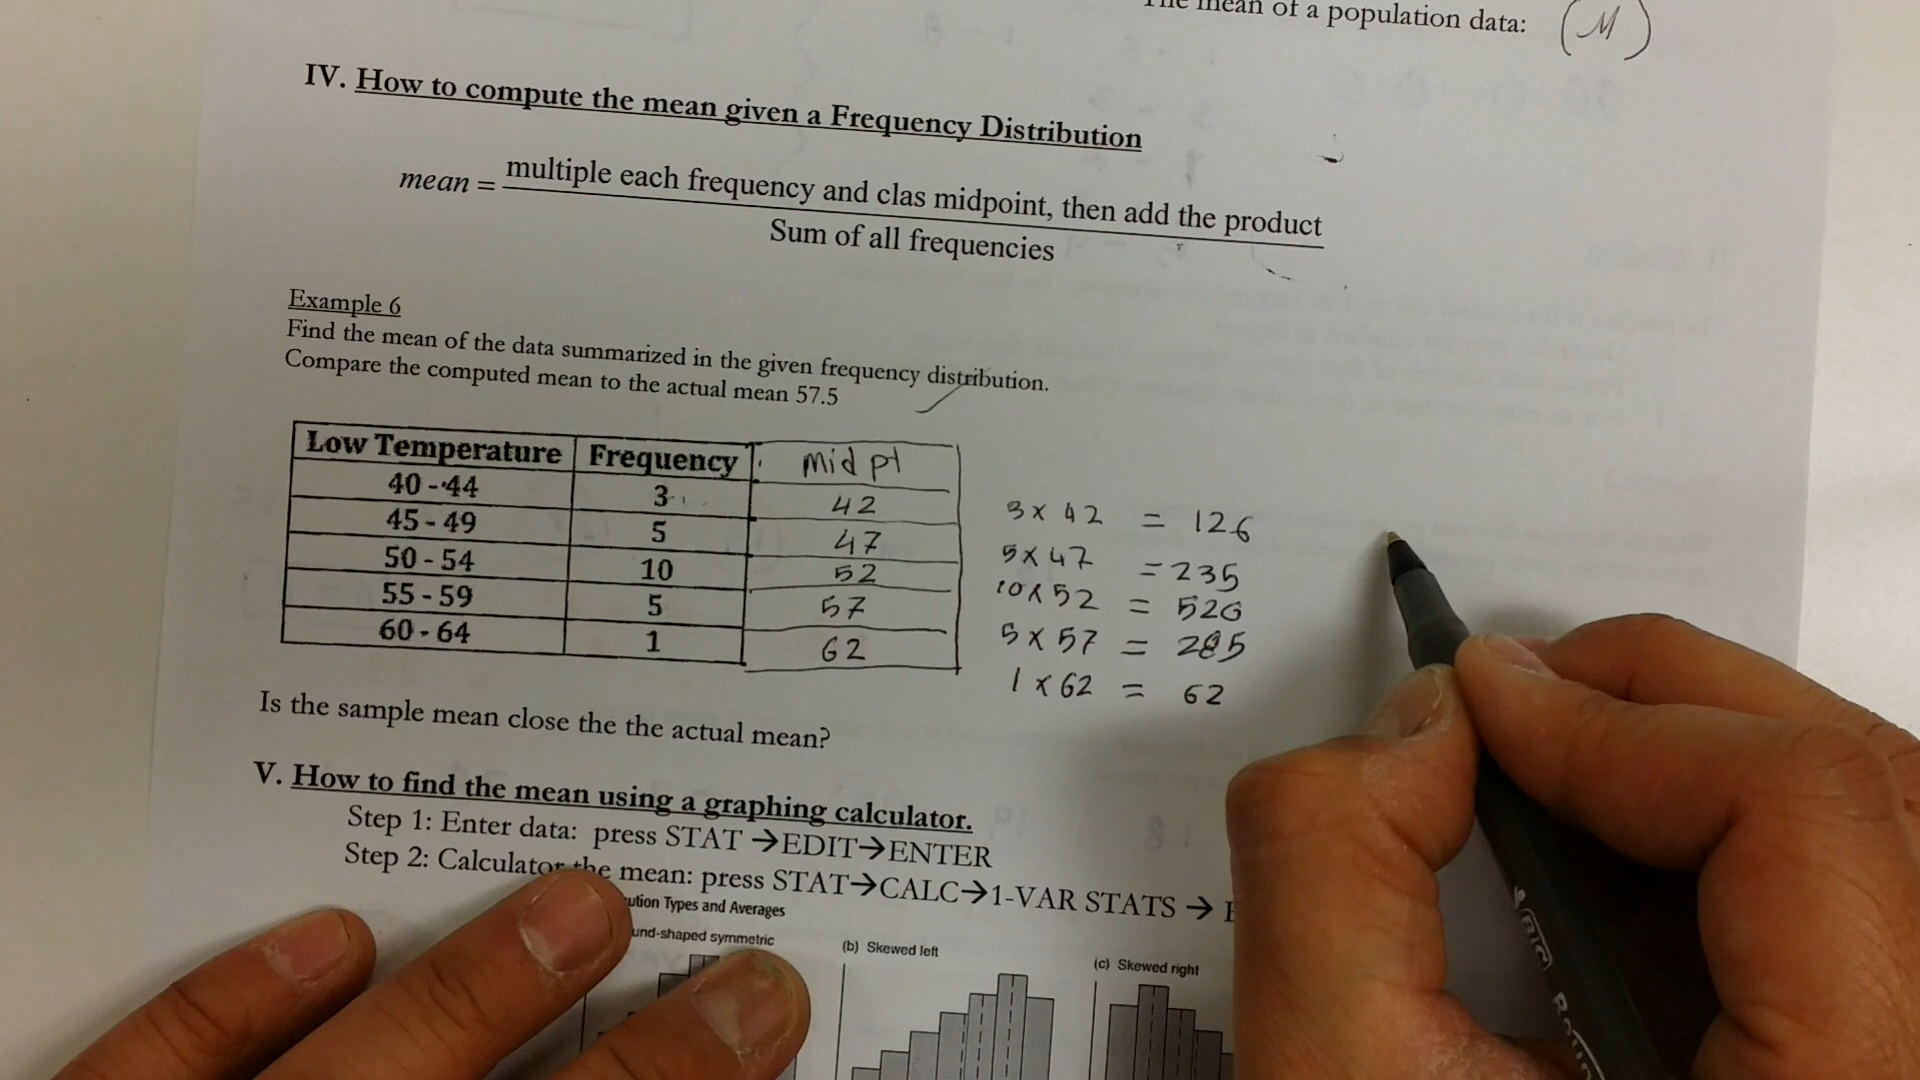 The mean of a population data: (M)
IV. How to compute the mean given a Frequency Distribution
mean = multiple each frequency and clas midpoint, then add the product
Sum of all frequencies
Example 6
Find the mean of the data summarized in the given frequency distribution.
Compare the computed mean to the actual mean 57.5
Low Temperature Frequency mid pt
40 - 44 3 42 3 x 42 = 126
45 - 49 5 47 5 x 47 = 235
50 - 54 10 52 10 x 52 = 520
55 - 59 5 57 5 x 57 = 285
60 - 64 1 62 1 x 62 = 62
Is the sample mean close the the actual mean?
V. How to find the mean using a graphing calculator.
Step 1: Enter data: press STAT →EDIT→ENTER
Step 2: Calculator the mean: press STAT→CALC→1-VAR STATS →
Types and Averages
symmetric
(b) Skewed left
(c) Skewed right